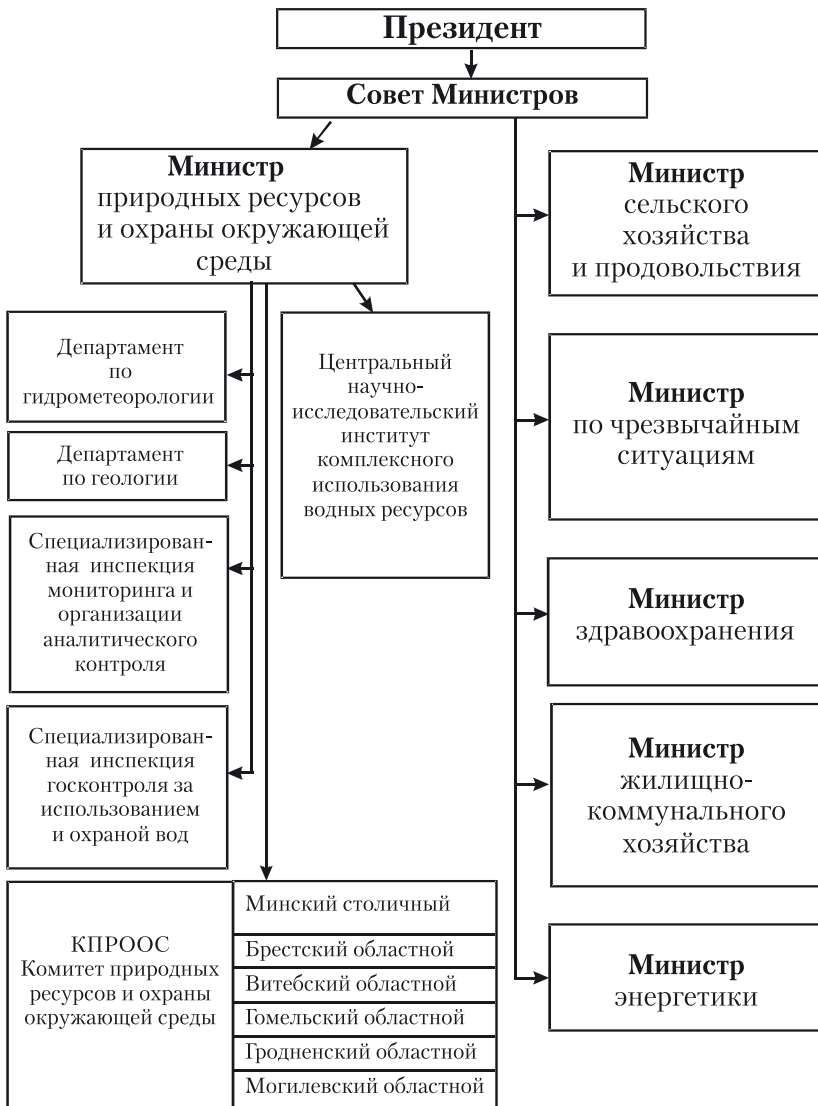 Президент
Совет Министров
Министр
природных ресурсов
и охраны окружающей
среды
Департамент
по
гидрометеорологии
Департамент
по геологии
Специализирован-
ная инспекция
мониторинга и
организации
аналитического
контроля
Специализирован-
ная инспекция
госконтроля за
использованием
и охраной вод
Центральный
научно-
исследовательский
институт
комплексного
использования
водных ресурсов
КПРООС
Комитет природных
ресурсов и охраны
окружающей среды
Минский столичный
Брестский областной
Витебский областной
Гомельский областной
Гродненский областной
Могилевский областной
Министр
сельского
хозяйства
и продовольствия
Министр
по чрезвычайным
ситуациям
Министр
здравоохранения
Министр
жилищно-
коммунального
хозяйства
Министр
энергетики